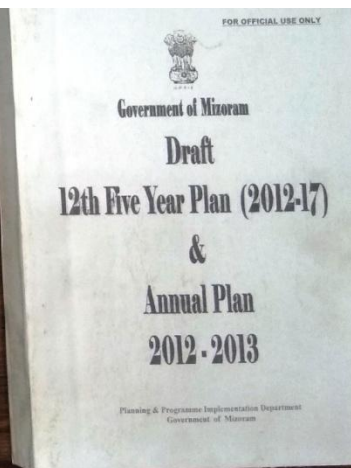 FOR OFFICIAL USE ONLY
Government of Mizoram
Draft
12th Five Year Plan (2012-17)
&
Annual Plan
2012 - 2013
Planning & Programme Implementation Department
Government of Mizoram